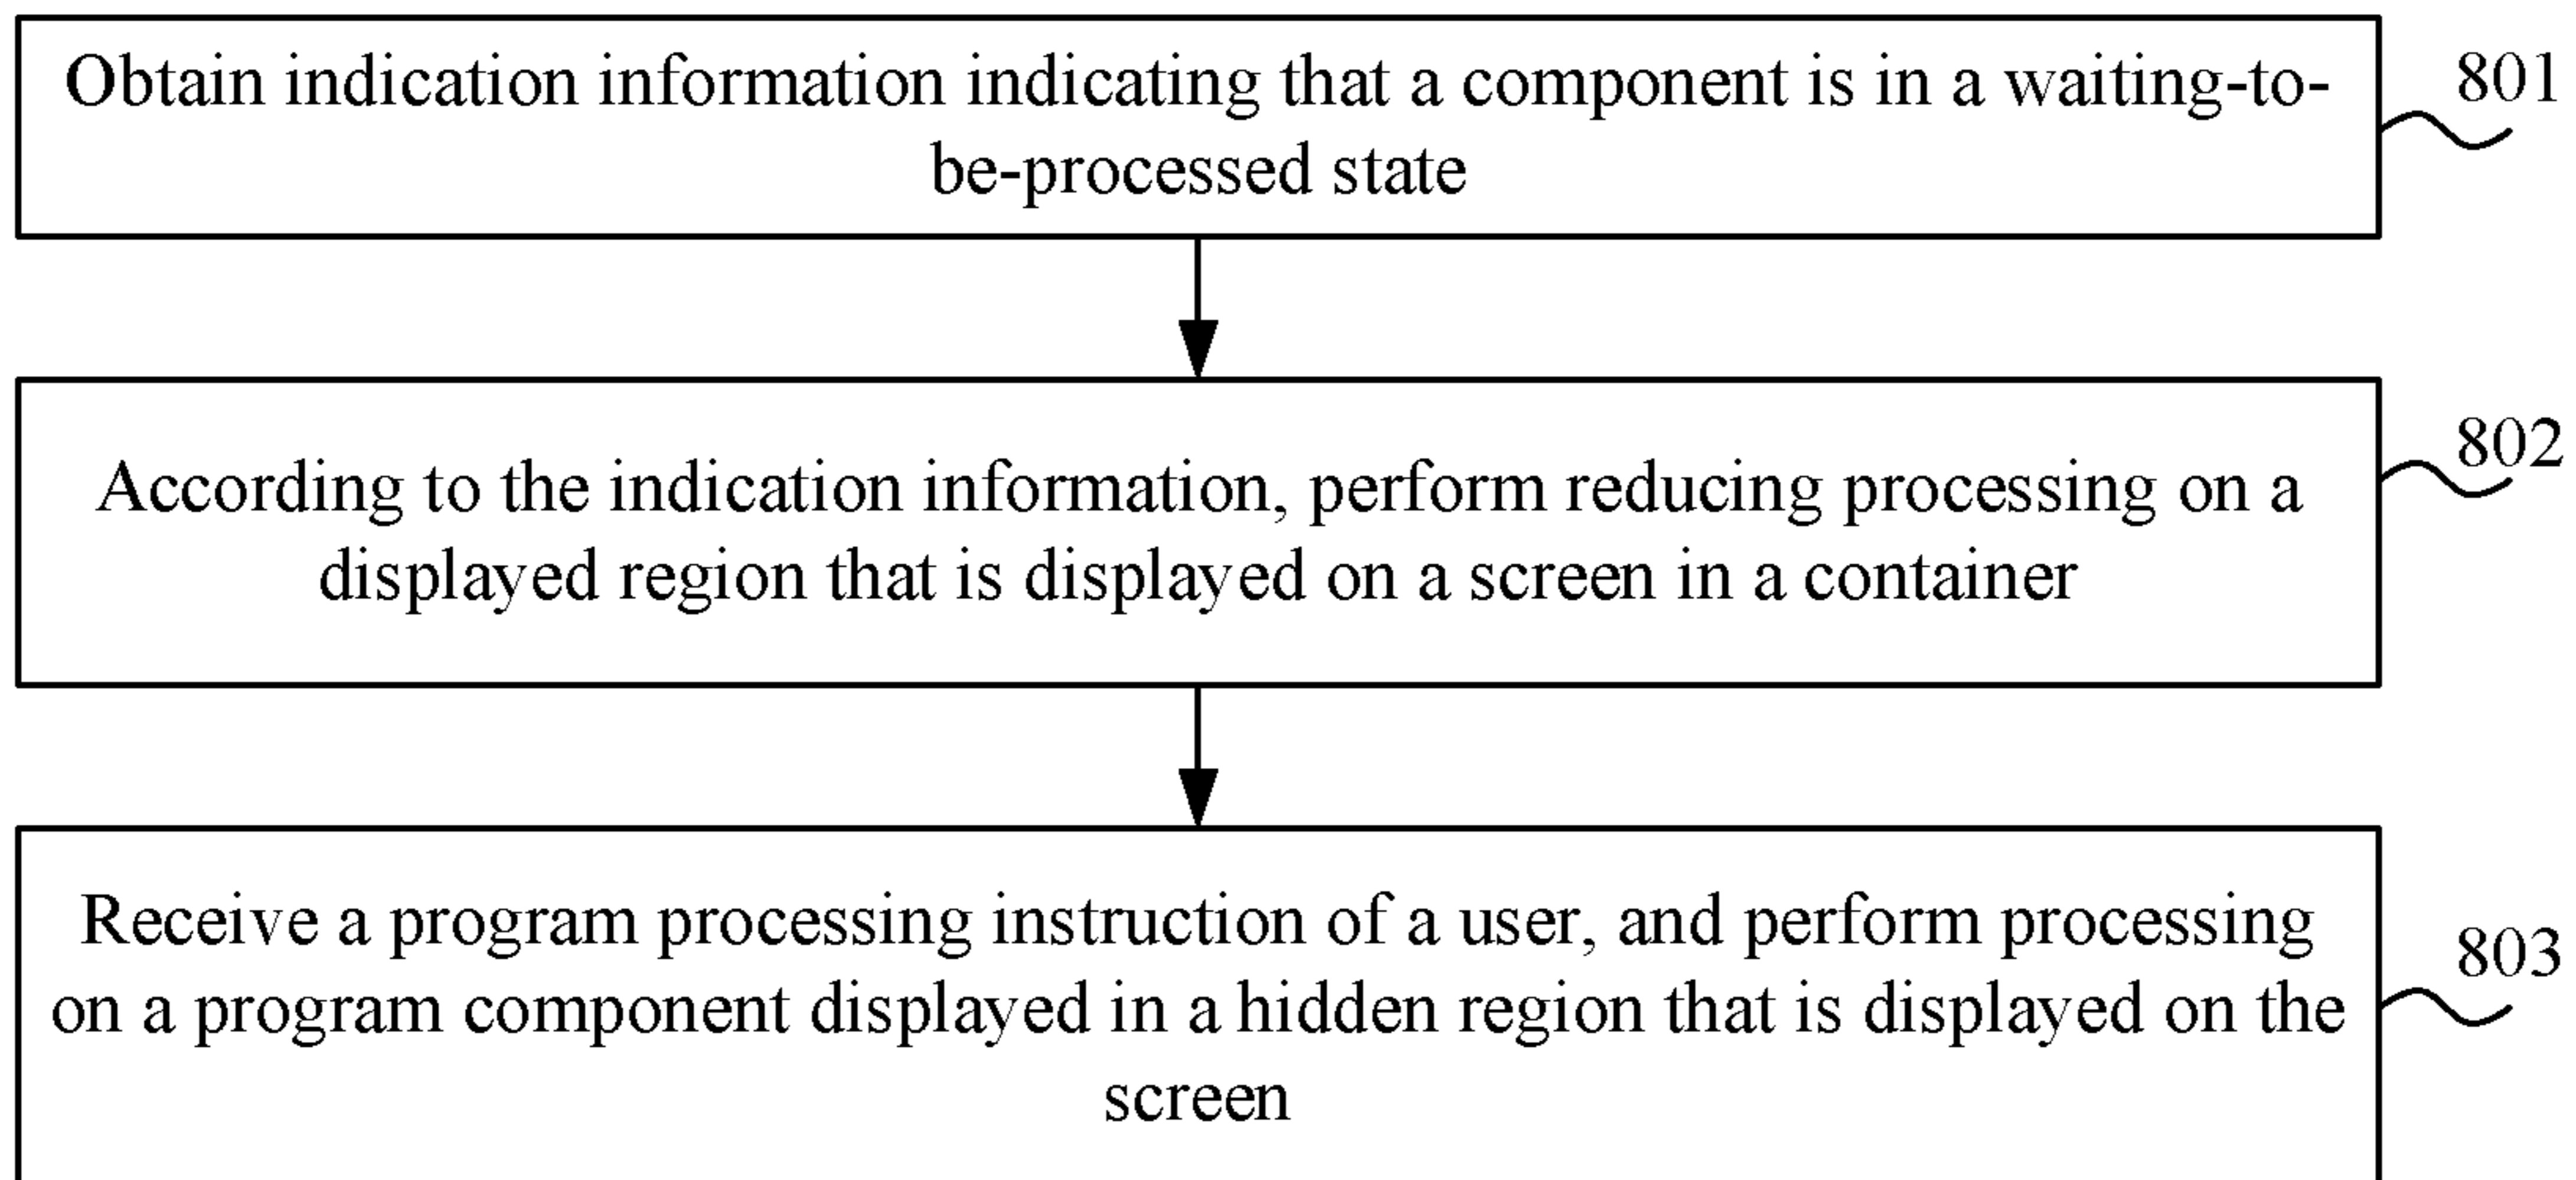 Obtain indication information indicating that a component is in a waiting-to-
be-processed state
801
According to the indication information, perform reducing processing on a
displayed region that is displayed on a screen in a container
802
Receive a program processing instruction of a user, and perform processing
on a program component displayed in a hidden region that is displayed on the
screen
803